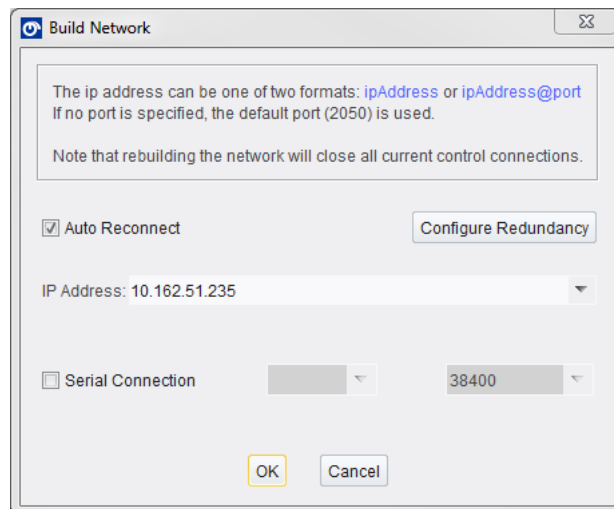 Build Network
The ip address can be one of two formats: ipAddress or ipAddress@port
If no port is specified, the default port (2050) is used.
Note that rebuilding the network will close all current control connections.
Auto Reconnect
Configure Redundancy
IP Address: 10.162.51.235
Serial Connection
38400
OK
Cancel